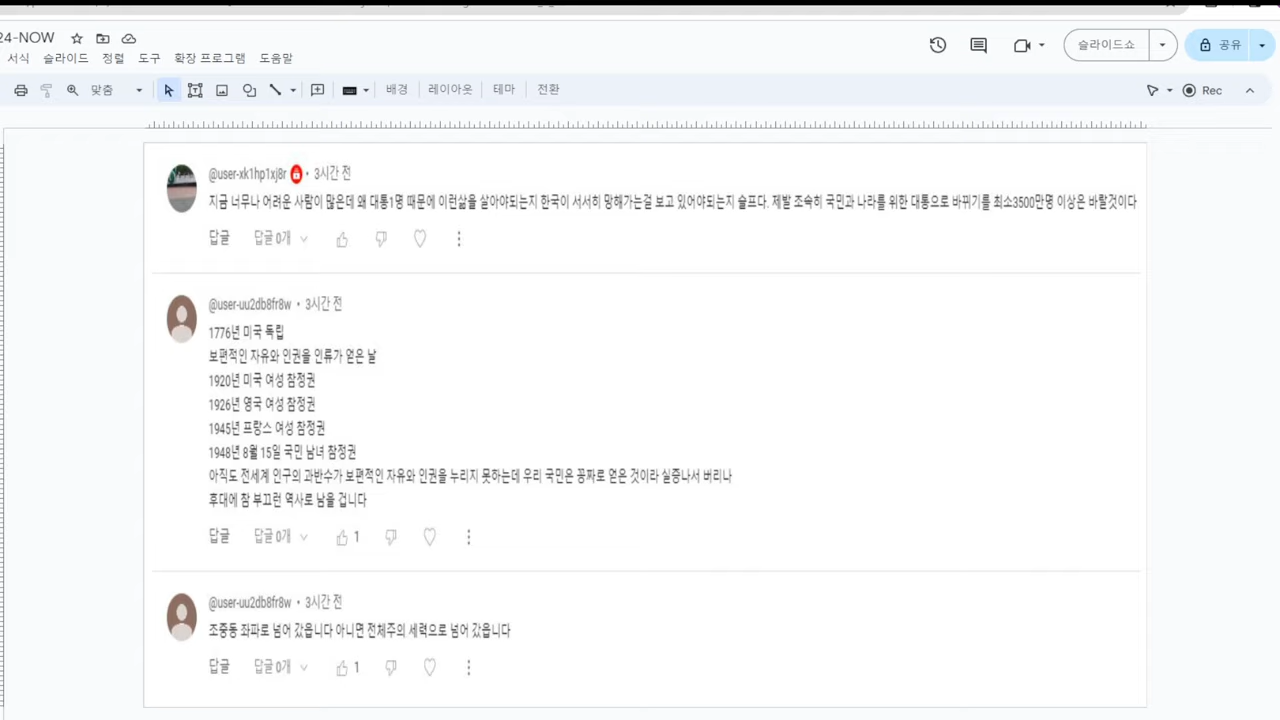 24-NOW
서식 슬라이드 정렬 도구 확장 프로그램 도움말
슬라이드쇼
공유
맞춤
배경 레이아웃 테마 전환
Rec
@user-xk1hp1xj8r • 3시간 전
지금 너무나 어려운 사람이 많은데 왜 대통1명 때문에 이런삶을 살아야되는지 한국이 서서히 망해가는걸 보고 있어야되는지 슬프다. 제발 조속히 국민과 나라를 위한 대통으로 바뀌기를 최소3500만명 이상은 바랄것이다
답글 답글 0개
@user-uu2db8fr8w • 3시간 전
1776년 미국 독립
보편적인 자유와 인권을 인류가 얻은 날
1920년 미국 여성 참정권
1926년 영국 여성 참정권
1945년 프랑스 여성 참정권
1948년 8월 15일 국민 남녀 참정권
아직도 전세계 인구의 과반수가 보편적인 자유와 인권을 누리지 못하는데 우리 국민은 꽁짜로 얻은 것이라 실증나서 버리나
후대에 참 부끄런 역사로 남을 겁니다
답글 답글 0개 1
@user-uu2db8fr8w • 3시간 전
조중동 좌파로 넘어 갔읍니다 아니면 전체주의 세력으로 넘어 갔읍니다
답글 답글 0개 1